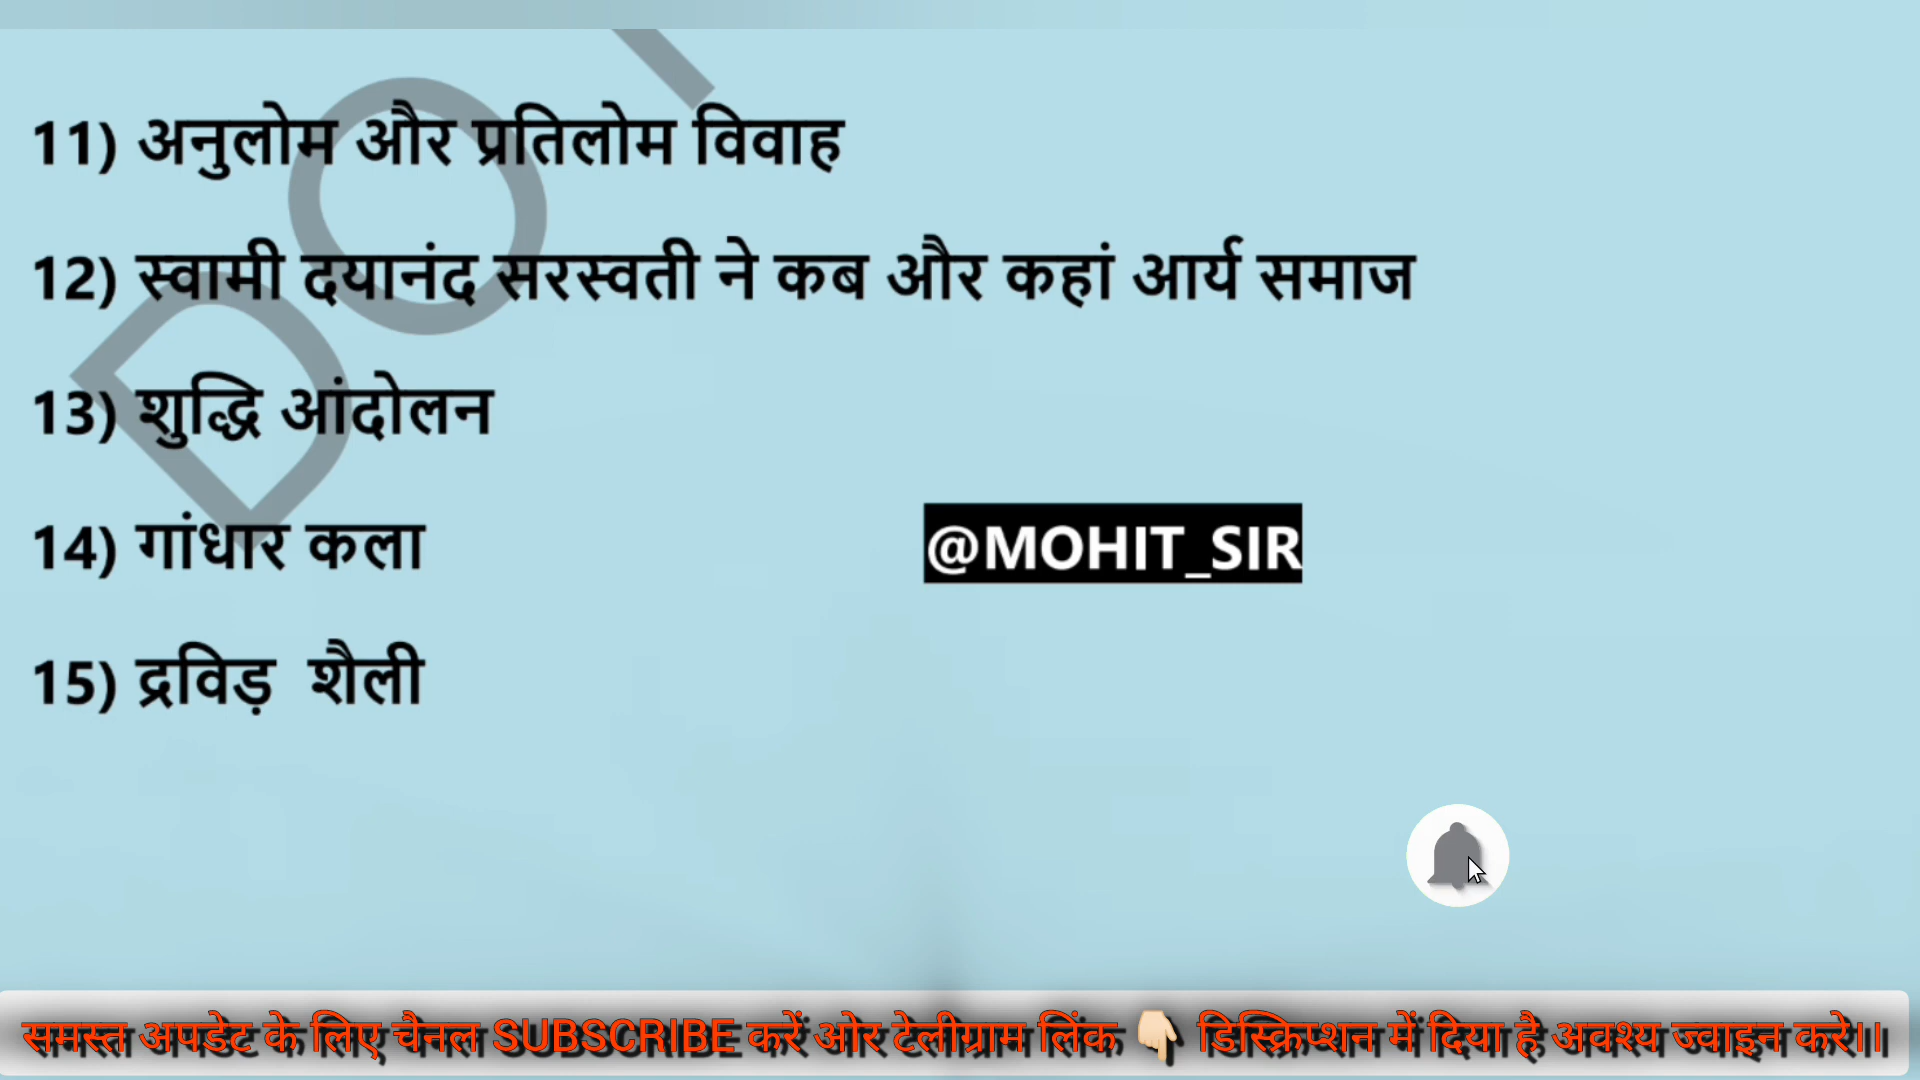 11) अनुलोम और प्रतिलोम विवाह
12) स्वामी दयानंद सरस्वती ने कब और कहां आर्य समाज
13) शुद्धि आंदोलन
14) गांधार कला
@MOHIT_SIR
15) द्रविड़ शैली
समस्त अपडेट के लिए चैनल SUBSCRIBE करें ओर टेलीग्राम लिंक 👇 डिस्क्रिप्शन में दिया है अवश्य ज्वाइन करे।।